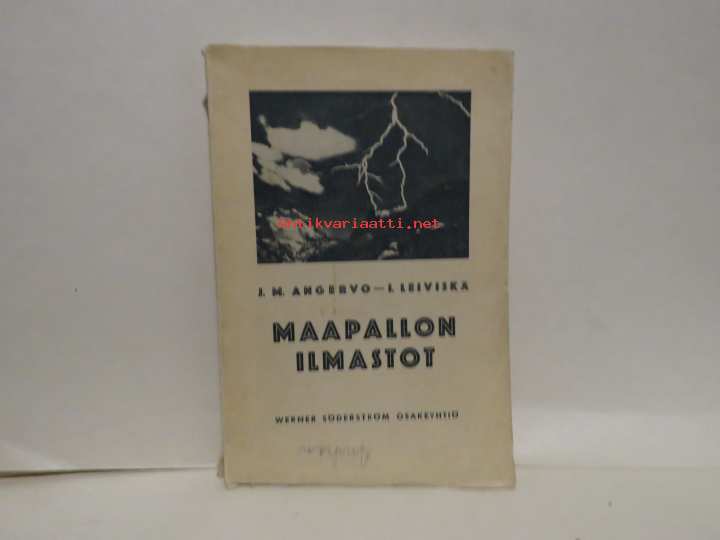 antikvariaatti.net
J. M. ANGERVO — I. LEIVISKÄ
MAAPALLON
ILMASTOT
WERNER SÖDERSTRÖM OSAKEYHTIÖ